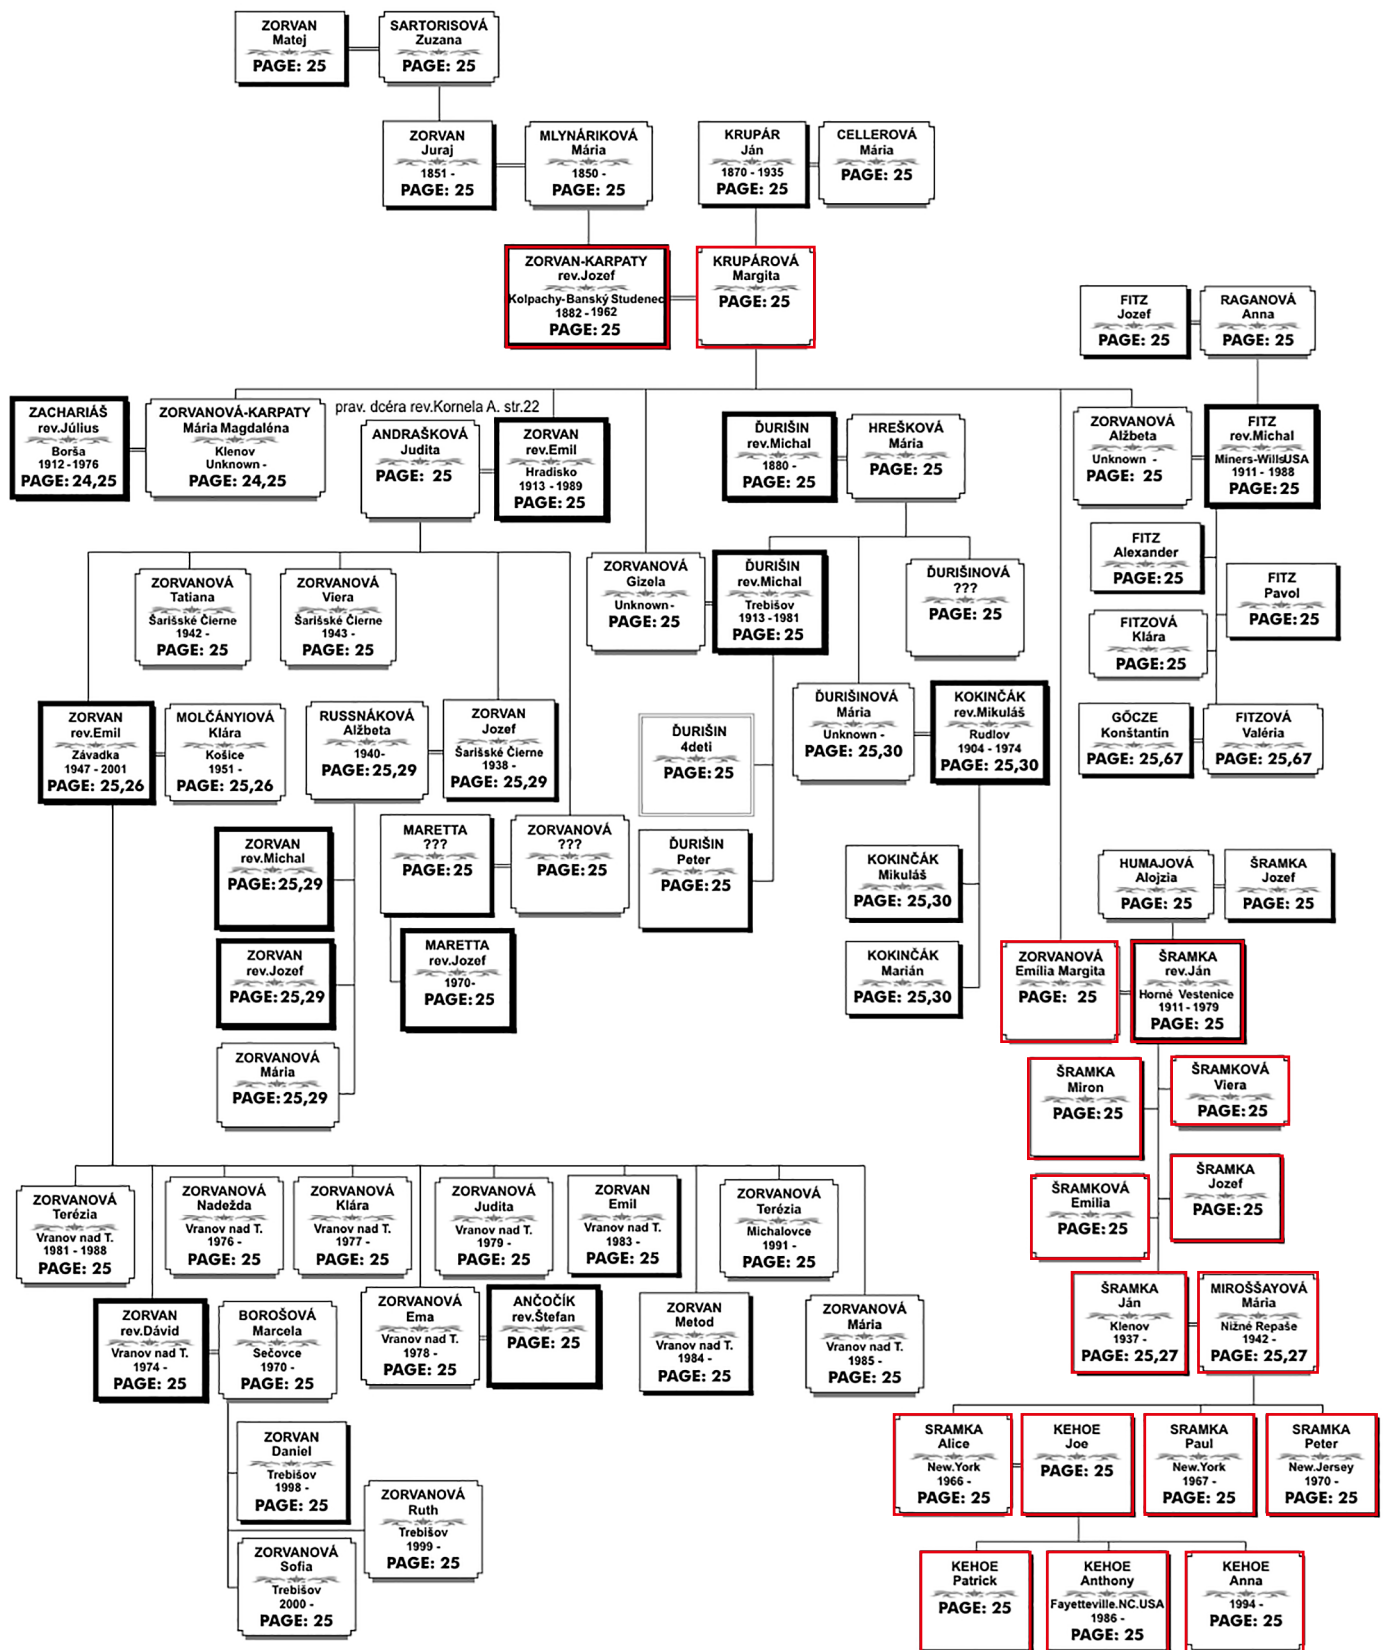 ZORVAN
Matej
PAGE: 25
SARTORISOVÁ
Zuzana
PAGE: 25
ZORVAN
Juraj
1851 -
PAGE: 25
MLYNÁRIKOVÁ
Mária
1850 -
PAGE: 25
KRUPÁR
Ján
1870 - 1935
PAGE: 25
CELLEROVÁ
Mária
PAGE: 25
ZORVAN-KARPATY
rev.Jozef
Kolpachy-Banský Studenec
1882 - 1962
PAGE: 25
KRUPÁROVÁ
Margita
PAGE: 25
FITZ
Jozef
PAGE: 25
RAGANOVÁ
Anna
PAGE: 25
ZACHARIÁŠ
rev.Július
Borša
1912 - 1976
PAGE: 24,25
ZORVANOVÁ-KARPATY
Mária Magdaléna
Klenov
Unknown -
PAGE: 24,25
prav. dcéra rev.Kornela A. str.22
ANDRAŠKOVÁ
Judita
PAGE: 25
ZORVAN
rev.Emil
Hradisko
1913 - 1989
PAGE: 25
ĎURIŠIN
rev.Michal
1880 -
PAGE: 25
HREŠKOVÁ
Mária
PAGE: 25
ZORVANOVÁ
Alžbeta
Unknown -
PAGE: 25
FITZ
rev.Michal
Miners-WillsUSA
1911 - 1988
PAGE: 25
ZORVANOVÁ
Tatiana
Šarišské Čierne
1942 -
PAGE: 25
ZORVANOVÁ
Viera
Šarišské Čierne
1943 -
PAGE: 25
ZORVANOVÁ
Gizela
Unknown -
PAGE: 25
ĎURIŠIN
rev.Michal
Trebišov
1913 - 1981
PAGE: 25
ĎURIŠINOVÁ
???
PAGE: 25
FITZ
Alexander
PAGE: 25
FITZ
Pavol
PAGE: 25
FITZOVÁ
Klára
PAGE: 25
ZORVAN
rev.Emil
Závadka
1947 - 2001
PAGE: 25,26
MOLČÁNYIOVÁ
Klára
Košice
1951 -
PAGE: 25,26
RUSSNÁKOVÁ
Alžbeta
1940-
PAGE: 25,29
ZORVAN
Jozef
Šarišské Čierne
1938 -
PAGE: 25,29
ĎURIŠIN
4deti
PAGE: 25
ĎURIŠINOVÁ
Mária
Unknown -
PAGE: 25,30
KOKINČÁK
rev.Mikuláš
Rudlov
1904 - 1974
PAGE: 25,30
GŐCZE
Konštantín
PAGE: 25,67
FITZOVÁ
Valéria
PAGE: 25,67
ZORVAN
rev.Michal
PAGE: 25,29
MARETTA
???
PAGE: 25
ZORVANOVÁ
???
PAGE: 25
ĎURIŠIN
Peter
PAGE: 25
KOKINČÁK
Mikuláš
PAGE: 25,30
HUMAJOVÁ
Alojzia
PAGE: 25
ŠRAMKA
Jozef
PAGE: 25
ZORVAN
rev.Jozef
PAGE: 25,29
MARETTA
rev.Jozef
1970-
PAGE: 25
KOKINČÁK
Marián
PAGE: 25,30
ZORVANOVÁ
Emília Margita
PAGE: 25
ŠRAMKA
rev.Ján
Horné Vestenice
1911 - 1979
PAGE: 25
ZORVANOVÁ
Mária
PAGE: 25,29
ŠRAMKA
Miron
PAGE: 25
ŠRAMKOVÁ
Viera
PAGE: 25
ŠRAMKOVÁ
Emilia
PAGE: 25
ŠRAMKA
Jozef
PAGE: 25
ZORVANOVÁ
Terézia
Vranov nad T.
1981 - 1988
PAGE: 25
ZORVANOVÁ
Nadežda
Vranov nad T.
1976 -
PAGE: 25
ZORVANOVÁ
Klára
Vranov nad T.
1977 -
PAGE: 25
ZORVANOVÁ
Judita
Vranov nad T.
1979 -
PAGE: 25
ZORVAN
Emil
Vranov nad T.
1983 -
PAGE: 25
ZORVANOVÁ
Terézia
Michalovce
1991 -
PAGE: 25
ZORVAN
rev.Dávid
Vranov nad T.
1974 -
PAGE: 25
BOROŠOVÁ
Marcela
Sečovce
1970 -
PAGE: 25
ZORVANOVÁ
Ema
Vranov nad T.
1978 -
PAGE: 25
ANČOČÍK
rev.Štefan
PAGE: 25
ZORVAN
Metod
Vranov nad T.
1984 -
PAGE: 25
ZORVANOVÁ
Mária
Vranov nad T.
1985 -
PAGE: 25
ŠRAMKA
Ján
Klenov
1937 -
PAGE: 25,27
MIROŠŠAYOVÁ
Mária
Nižné Repaše
1942 -
PAGE: 25,27
ZORVAN
Daniel
Trebišov
1998 -
PAGE: 25
ZORVANOVÁ
Ruth
Trebišov
1999 -
PAGE: 25
ZORVANOVÁ
Sofia
Trebišov
2000 -
PAGE: 25
SRAMKA
Alice
New.York
1966 -
PAGE: 25
KEHOE
Joe
PAGE: 25
SRAMKA
Paul
New.York
1967 -
PAGE: 25
SRAMKA
Peter
New.Jersey
1970 -
PAGE: 25
KEHOE
Patrick
PAGE: 25
KEHOE
Anthony
Fayetteville.NC.USA
1986 -
PAGE: 25
KEHOE
Anna
1994 -
PAGE: 25